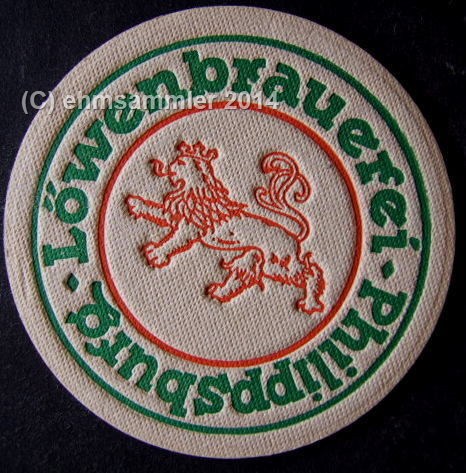 Löwenbrauerei · Philippsburg ·
(C) ehmsammler 2014